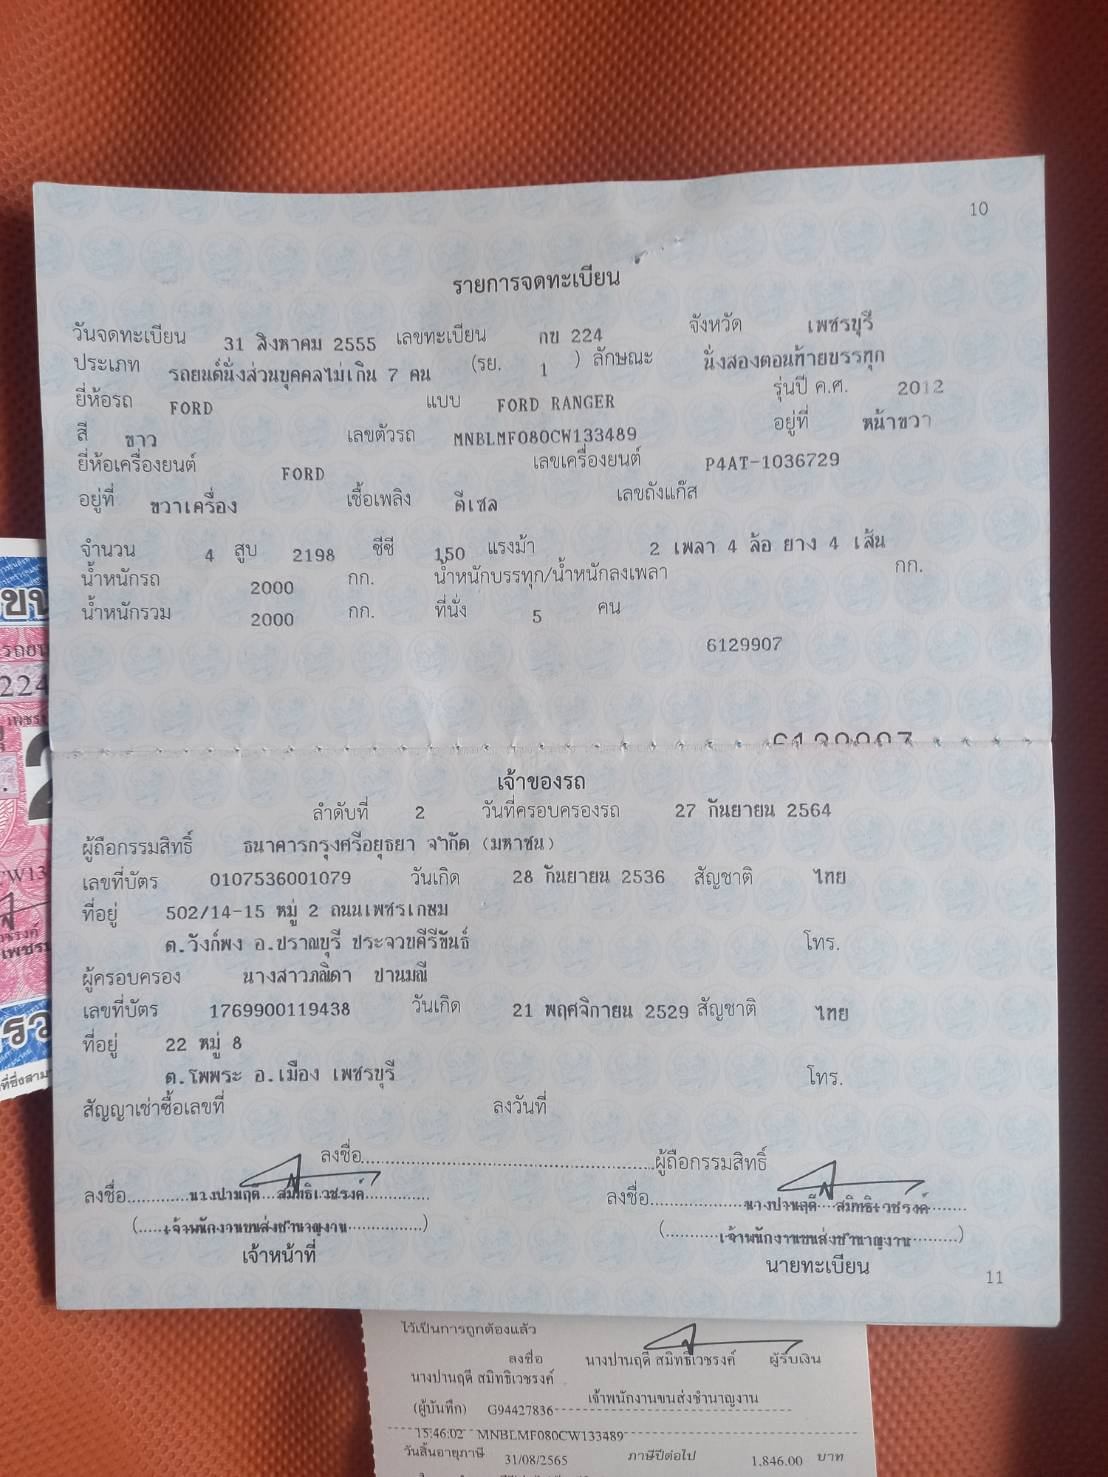 10
รายการจดทะเบียน
วันจดทะเบียน 31 สิงหาคม 2555 เลขทะเบียน กข 224 จังหวัด เพชรบุรี
ประเภท รถยนต์นั่งส่วนบุคคลไม่เกิน 7 คน (รย. 1 ) ลักษณะ นั่งสองตอนท้ายบรรทุก
ยี่ห้อรถ FORD แบบ FORD RANGER รุ่นปี ค.ศ. 2012
สี ขาว เลขตัวรถ MNBLMF080CW133489 อยู่ที่ หน้าขวา
ยี่ห้อเครื่องยนต์ FORD เลขเครื่องยนต์ P4AT-1036729
อยู่ที่ ขวาเครื่อง เชื้อเพลิง ดีเซล เลขถังแก๊ส
จำนวน 4 สูบ 2198 ซีซี 150 แรงม้า 2 เพลา 4 ล้อ ยาง 4 เส้น
น้ำหนักรถ 2000 กก. น้ำหนักบรรทุก/น้ำหนักลงเพลา กก.
น้ำหนักรวม 2000 กก. ที่นั่ง 5 คน
6129907
6129907
เจ้าของรถ
ลำดับที่ 2 วันที่ครอบครองรถ 27 กันยายน 2564
ผู้ถือกรรมสิทธิ์ ธนาคารกรุงศรีอยุธยา จำกัด (มหาชน)
เลขที่บัตร 0107536001079 วันเกิด 28 กันยายน 2536 สัญชาติ ไทย
ที่อยู่ 502/14-15 หมู่ 2 ถนนเพชรเกษม
ต.วังก์พง อ.ปราณบุรี ประจวบคีรีขันธ์ โทร.
ผู้ครอบครอง นางสาวภณิดา ปานมณี
เลขที่บัตร 1769900119438 วันเกิด 21 พฤศจิกายน 2529 สัญชาติ ไทย
ที่อยู่ 22 หมู่ 8
ต.โพพระ อ.เมือง เพชรบุรี โทร.
สัญญาเช่าซื้อเลขที่ ลงวันที่
ลงชื่อ...........ผู้ถือกรรมสิทธิ์
ลงชื่อ...........นางปานฤดี สมิทธิเวชรงค์...........
(.....เจ้าพนักงานขนส่งชำนาญงาน...........)
เจ้าหน้าที่
ลงชื่อ...........นางปานฤดี สมิทธิเวชรงค์...........
(...........เจ้าพนักงานขนส่งชำนาญงาน...........)
นายทะเบียน
11
ไว้เป็นการถูกต้องแล้ว
ลงชื่อ นางปานฤดี สมิทธิเวชรงค์ ผู้รับเงิน
นางปานฤดี สมิทธิเวชรงค์
เจ้าพนักงานขนส่งชำนาญงาน
(ผู้บันทึก) G94427836
15:46:02 MNBLMF080CW133489
วันสิ้นอายุภาษี 31/08/2565 ภาษีปีต่อไป 1,846.00 บาท
224